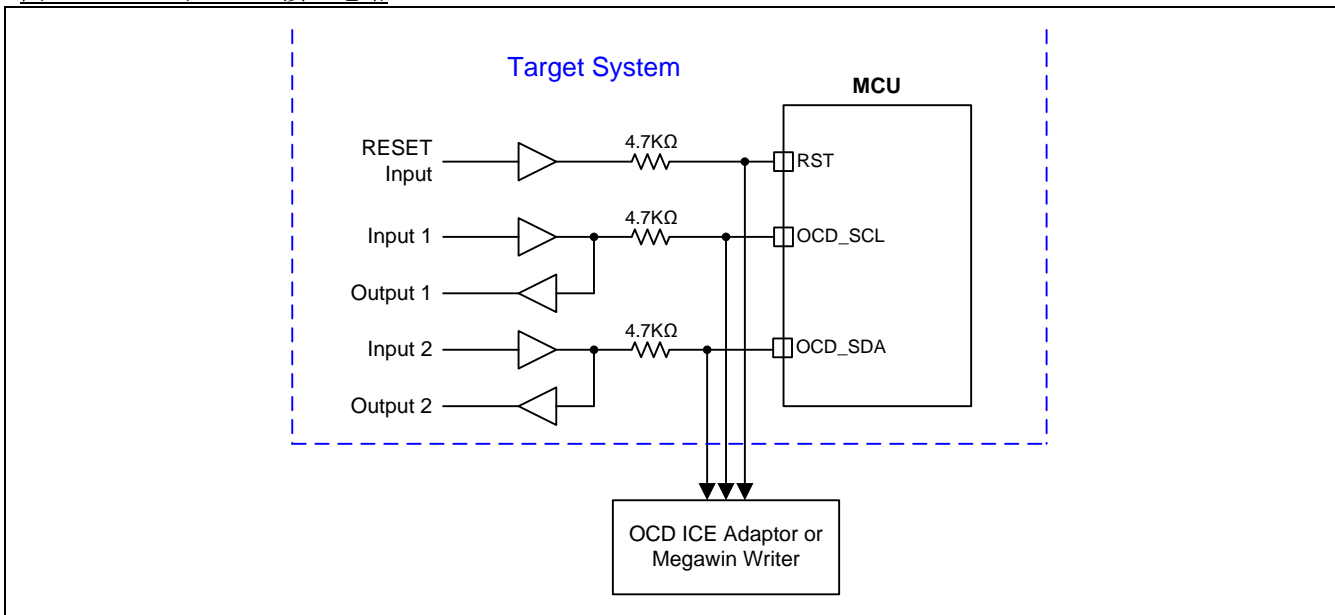 Target System
MCU
RESET
Input
4.7KΩ
RST
Input 1
4.7KΩ
OCD_SCL
Output 1
Input 2
4.7KΩ
OCD_SDA
Output 2
OCD ICE Adaptor or
Megawin Writer